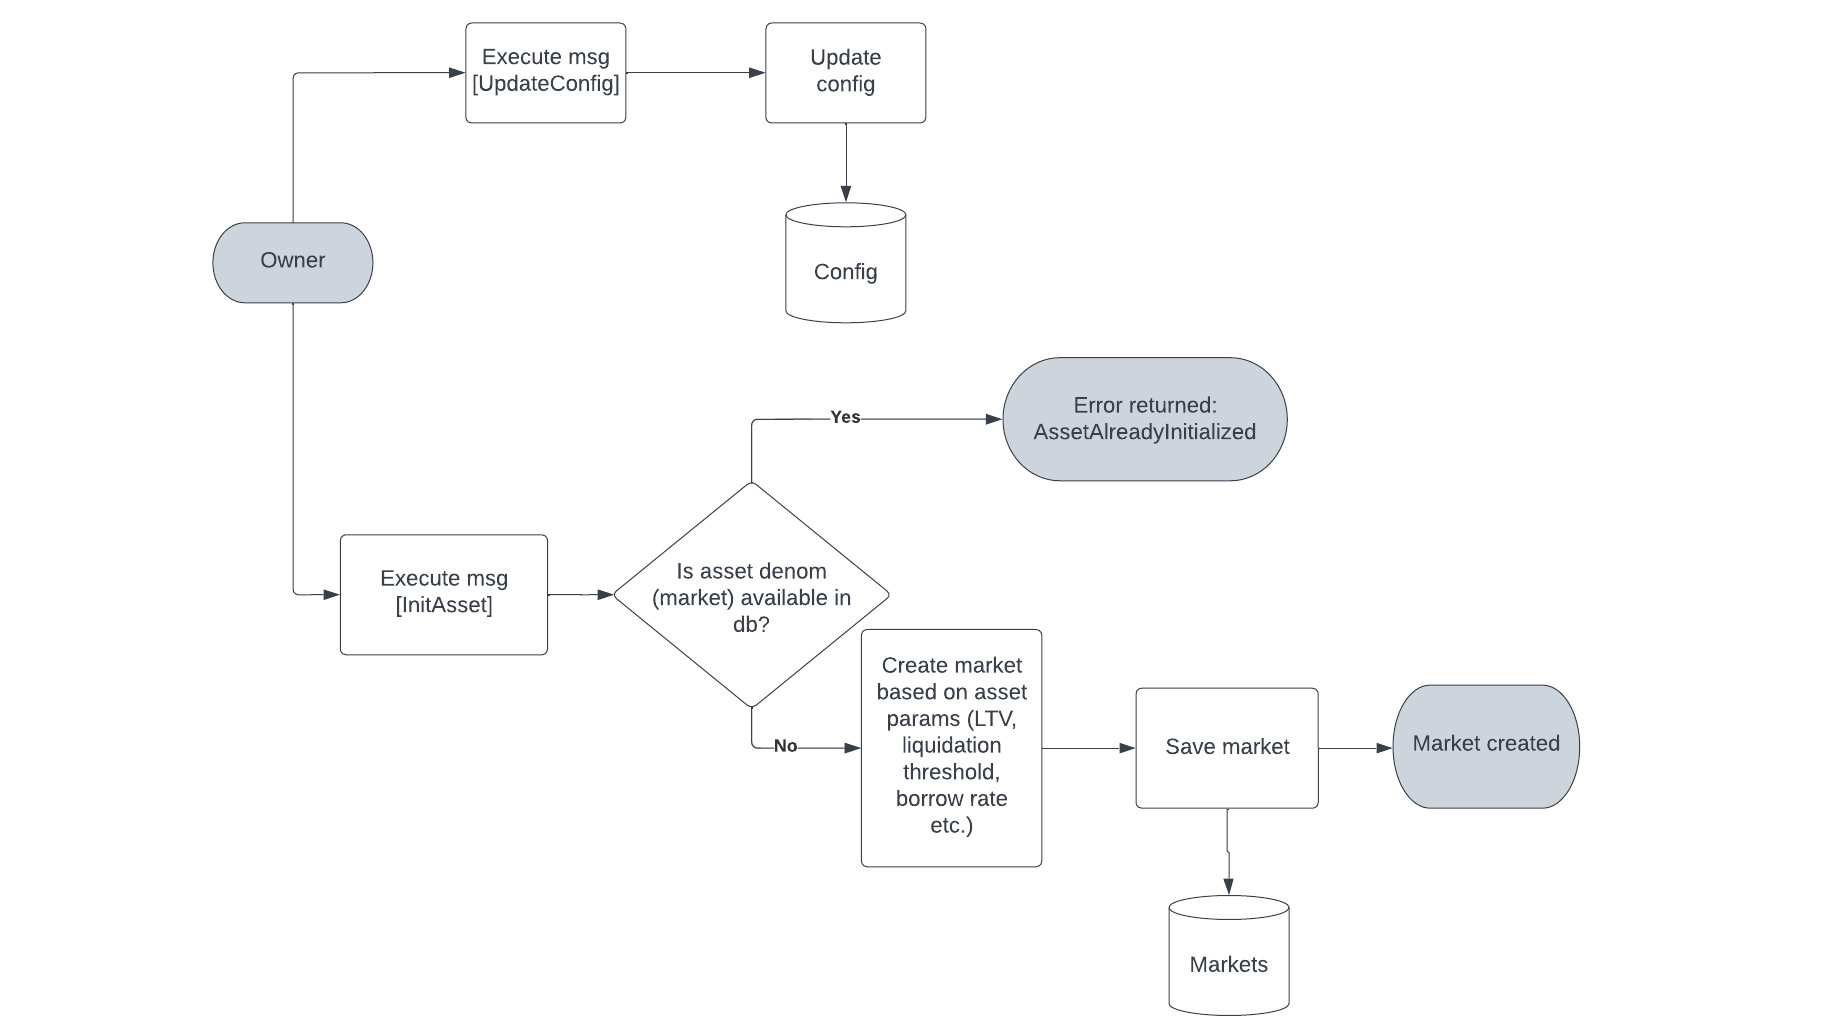 Execute msg
[UpdateConfig]
Update
config
Owner
Config
Error returned:
AssetAlreadyInitialized
Yes
Execute msg
[InitAsset]
Is asset denom
(market) available in
db?
No
Create market
based on asset
params (LTV,
liquidation
threshold,
borrow rate
etc.)
Save market
Market created
Markets